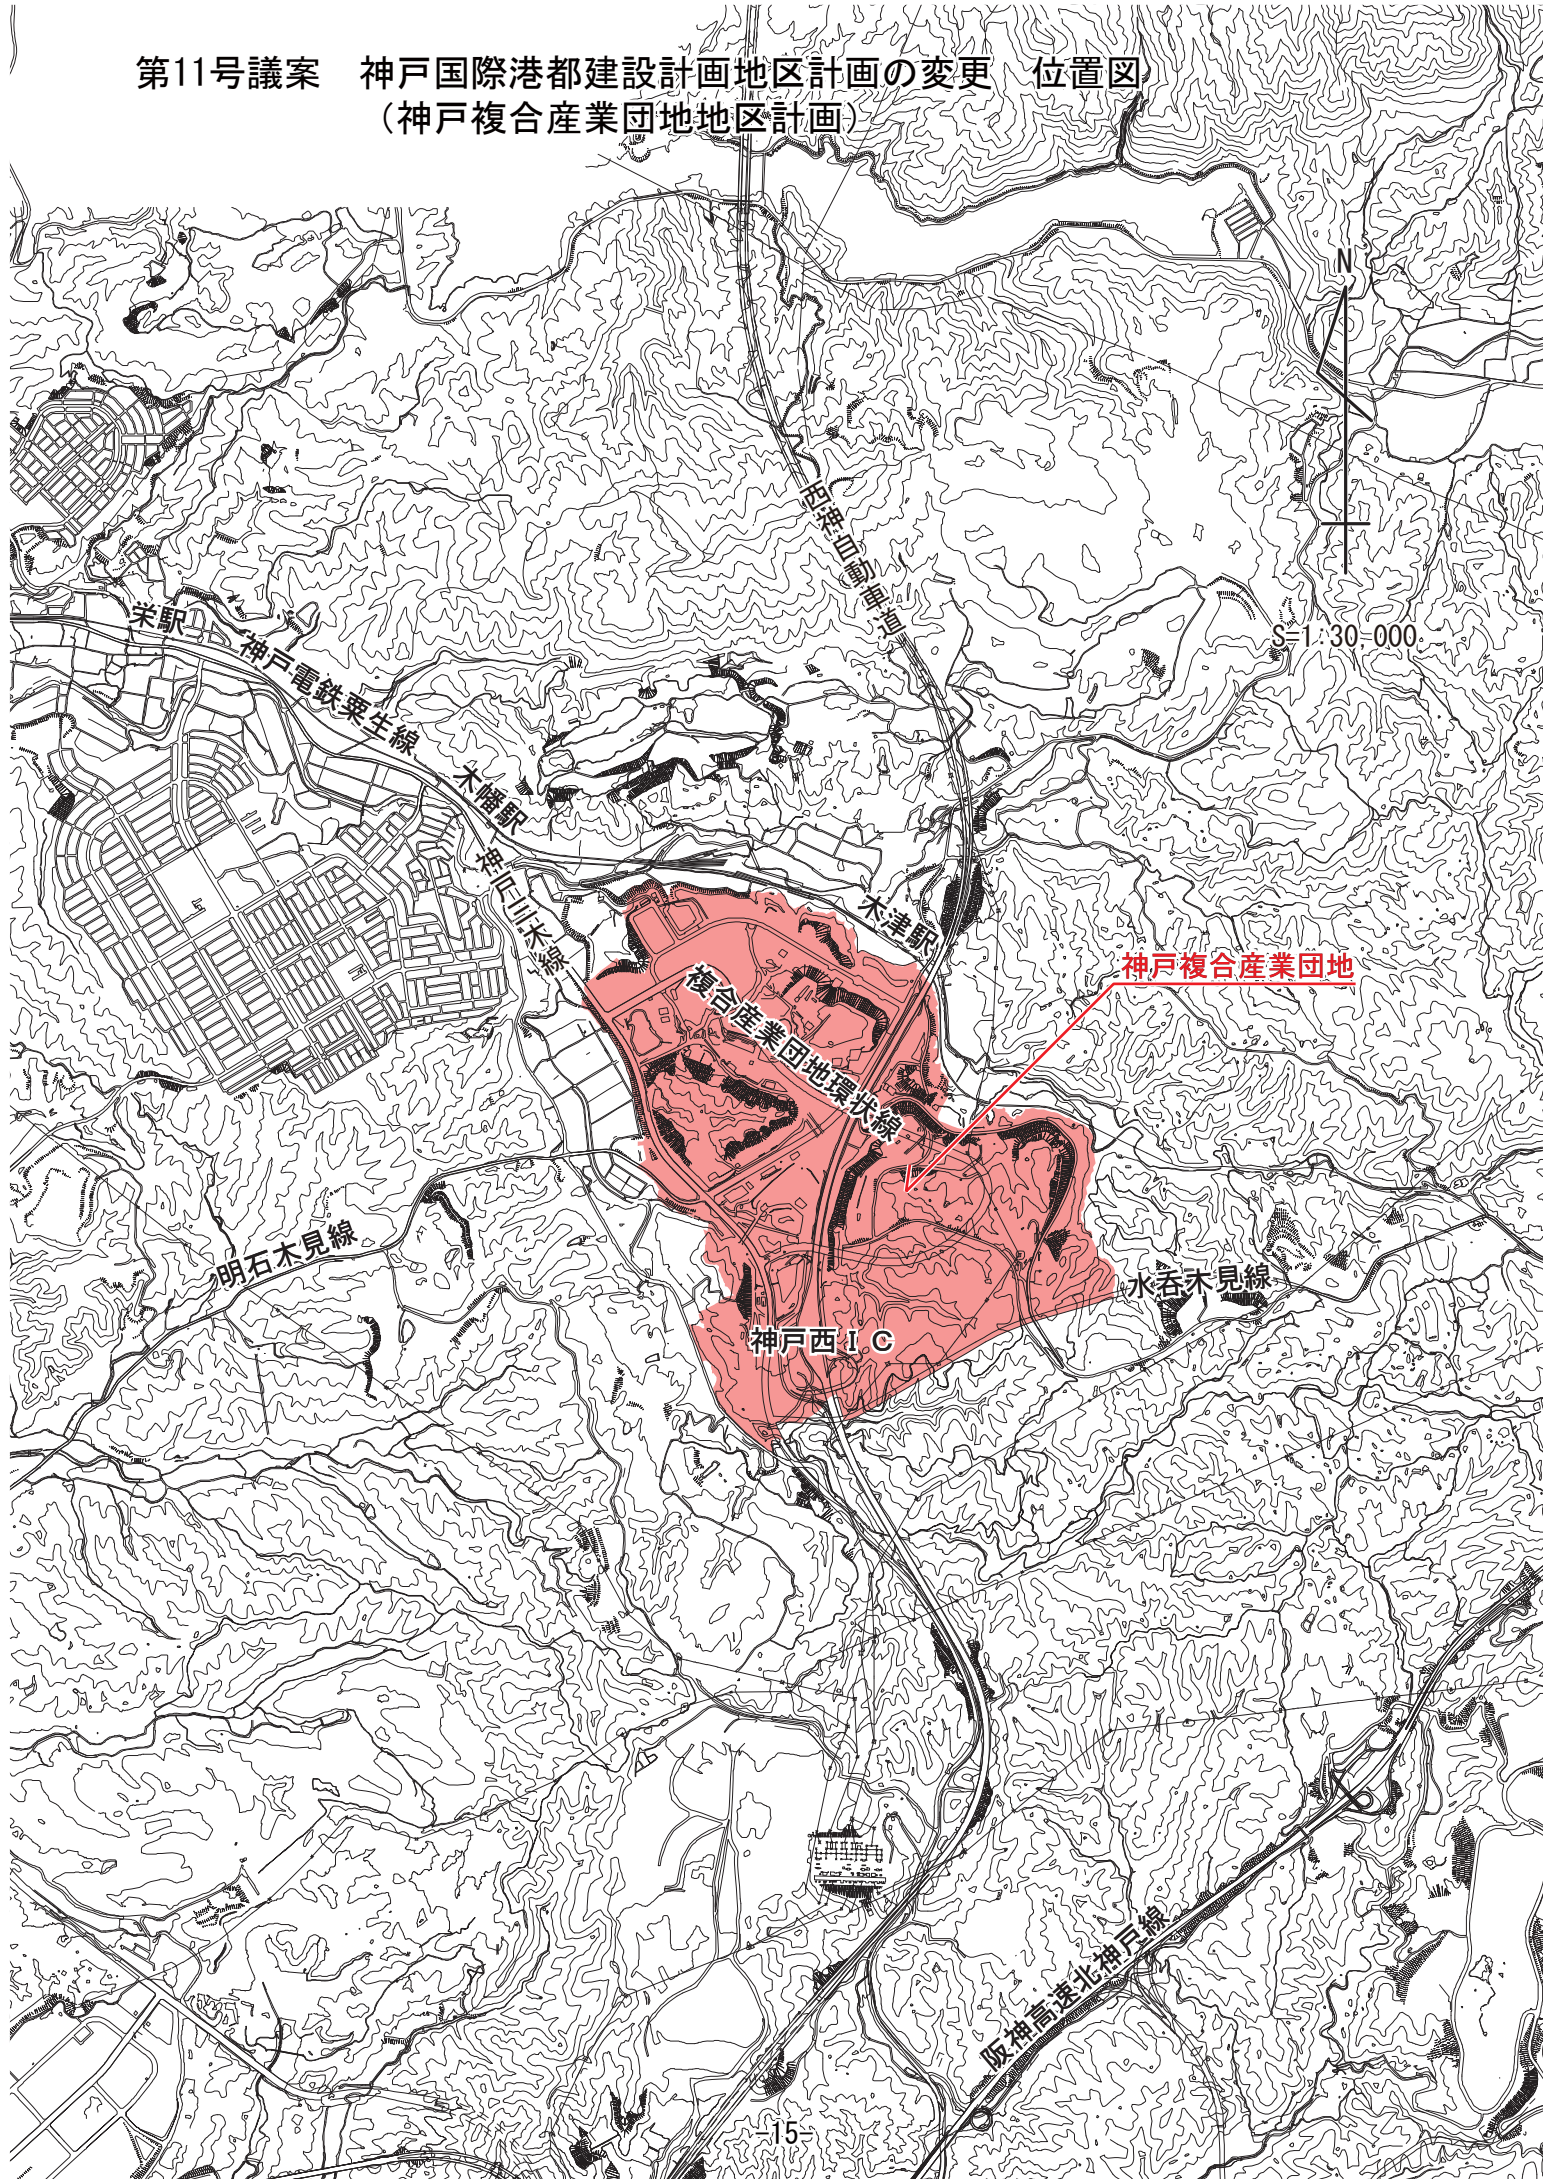 第11号議案　神戸国際港都建設計画地区計画の変更　位置図
（神戸複合産業団地地区計画）
N
西神自動車道
S=1:30,000
栄駅
神戸電鉄粟生線
木幡駅
神戸三木線
木津駅
神戸複合産業団地
複合産業団地環状線
明石木見線
水呑木見線
神戸西ＩＣ
阪神高速北神戸線
-15-